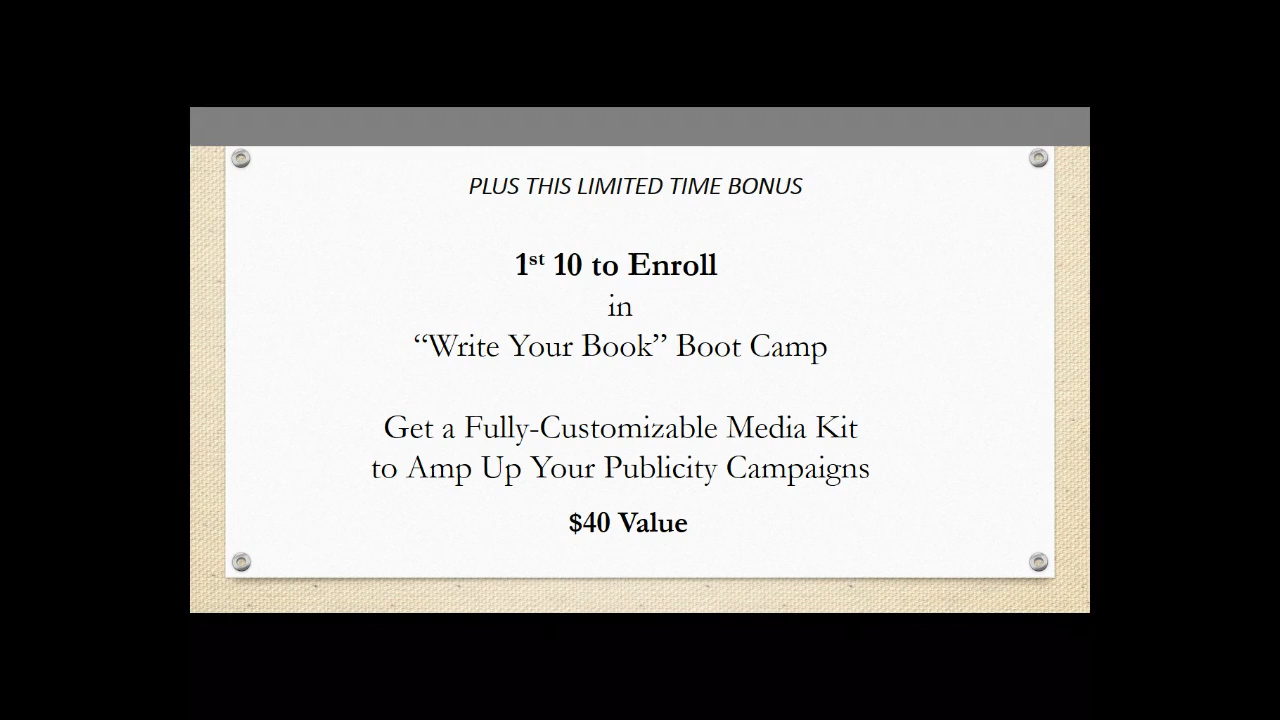 PLUS THIS LIMITED TIME BONUS
1st 10 to Enroll
in
“Write Your Book” Boot Camp
Get a Fully-Customizable Media Kit
to Amp Up Your Publicity Campaigns
$40 Value